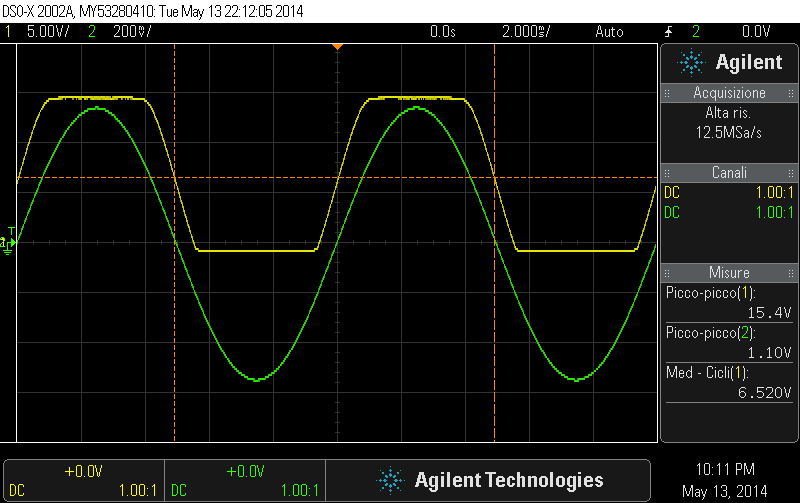 DSO-X 2002A, MY53280410: Tue May 13 22:12:05 2014
1 5.00V/ 2 200mV/ 0.0s 2.000ms/ Auto 2 0.0V
Agilent
Acquisizione
Alta ris.
12.5MSa/s
Canali
DC 1.00:1
DC 1.00:1
Misure
Picco-picco(1):
15.4V
Picco-picco(2):
1.10V
Med - Cicli(1):
6.520V
T
+0.0V
DC 1.00:1
+0.0V
DC 1.00:1
Agilent Technologies
10:11 PM
May 13, 2014